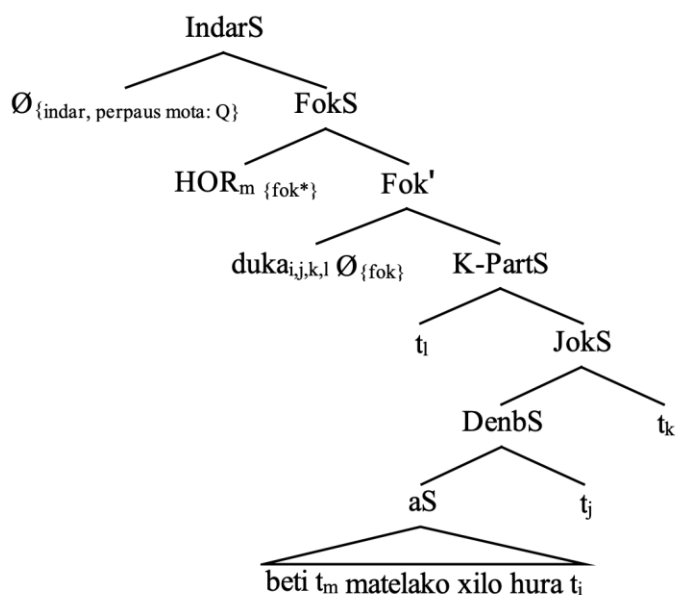 IndarS
Ø{indar, perpaus mota: Q} FokS
HORm {fok*} Fok'
dukai,j,k,l Ø{fok} K-PartS
tl JokS
DenbS tk
aS tj
beti tm matelako xilo hura ti